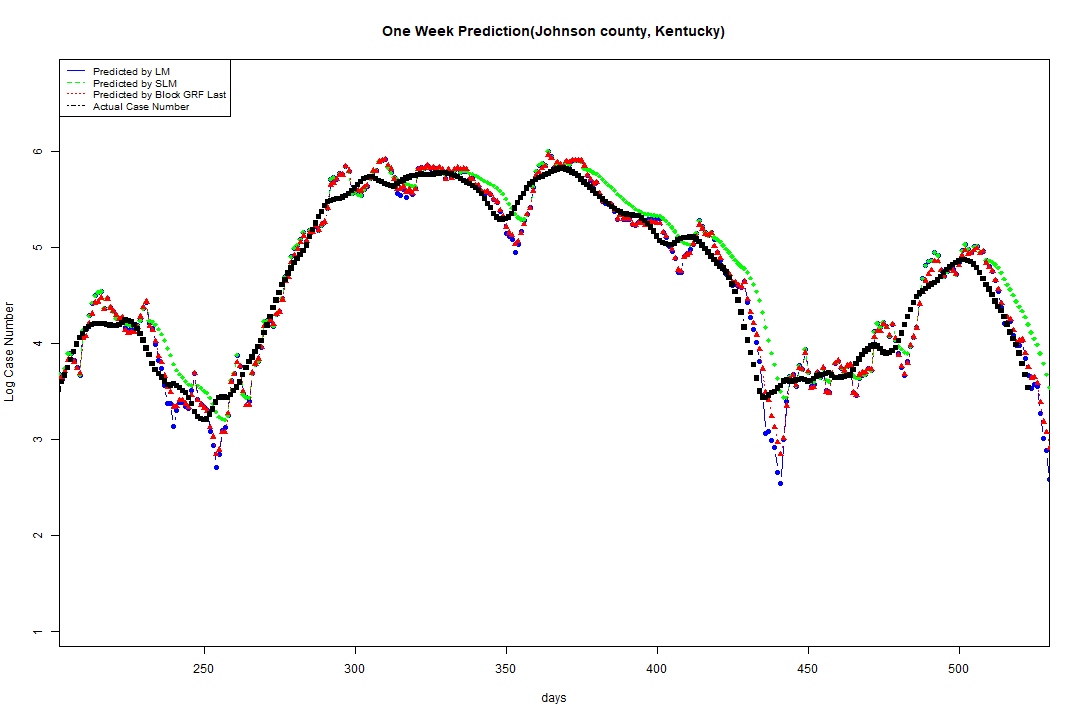 One Week Prediction(Johnson county, Kentucky)
Predicted by LM
Predicted by SLM
Predicted by Block GRF Last
Actual Case Number
6
5
4
3
2
1
Log Case Number
250 300 350 400 450 500
days